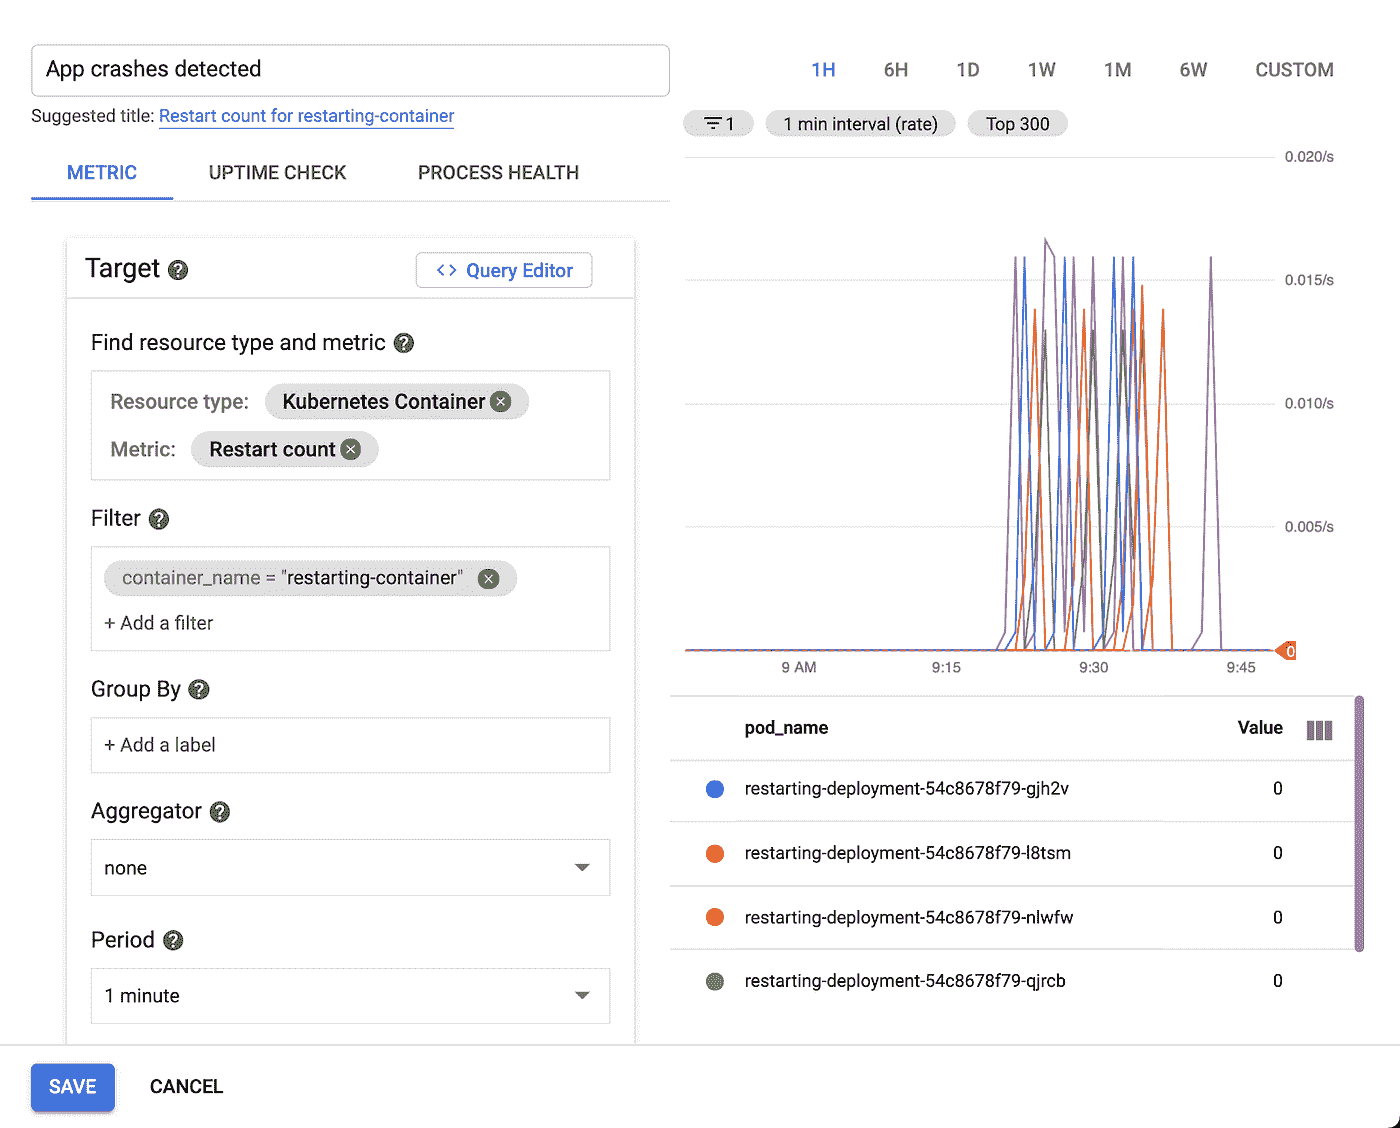 App crashes detected
Suggested title: Restart count for restarting-container
METRIC UPTIME CHECK PROCESS HEALTH
Target
<> Query Editor
Find resource type and metric
Resource type: Kubernetes Container
Metric: Restart count
Filter
container_name = "restarting-container"
+ Add a filter
Group By
+ Add a label
Aggregator
none
Period
1 minute
SAVE CANCEL
1H 6H 1D 1W 1M 6W CUSTOM
1 1 min interval (rate) Top 300
0.020/s
0.015/s
0.010/s
0.005/s
0
9 AM 9:15 9:30 9:45
pod_name Value
restarting-deployment-54c8678f79-gjh2v 0
restarting-deployment-54c8678f79-l8tsm 0
restarting-deployment-54c8678f79-nlwfw 0
restarting-deployment-54c8678f79-qjrcb 0